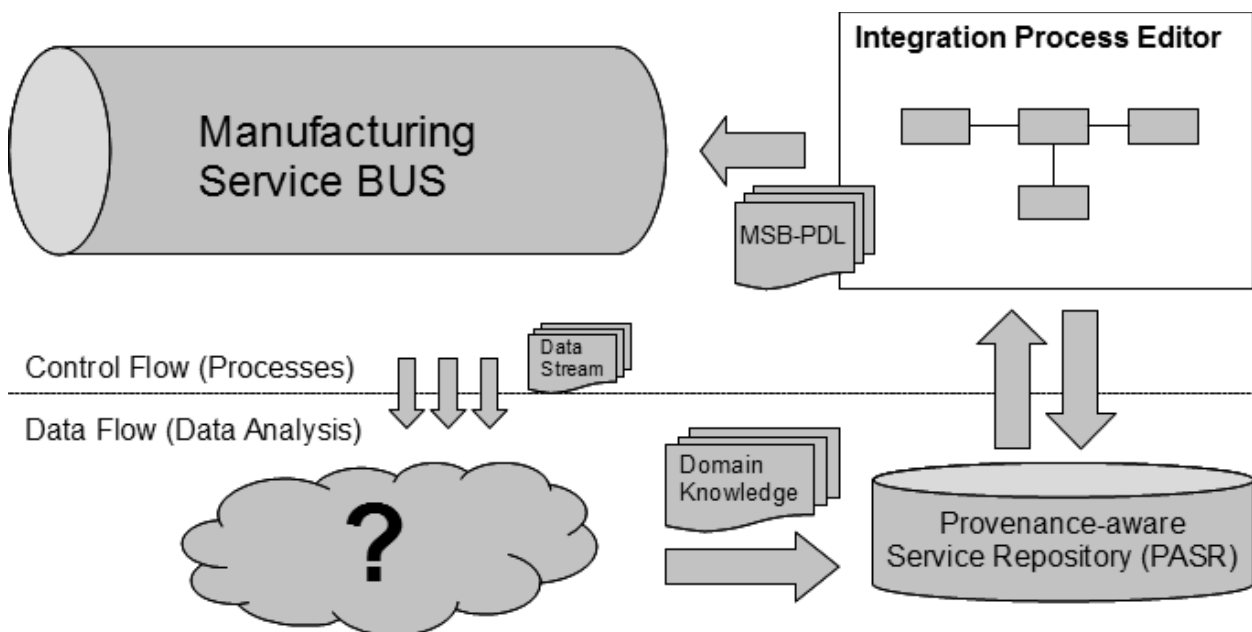 Integration Process Editor
Manufacturing
Service BUS
MSB-PDL
Data
Stream
Control Flow (Processes)
Data Flow (Data Analysis)
Domain
Knowledge
?
Provenance-aware
Service Repository (PASR)